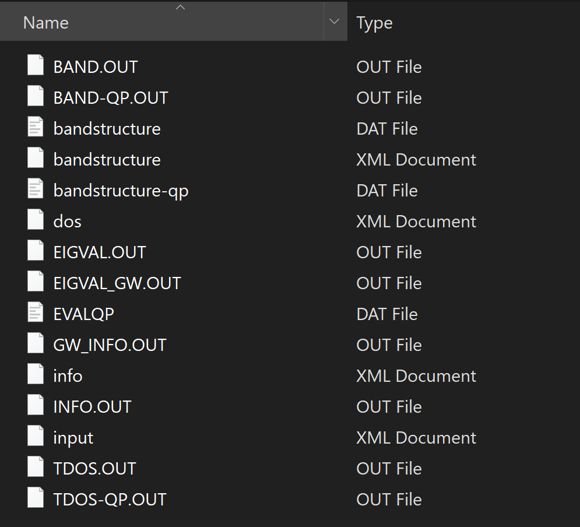 Name Type
BAND.OUT OUT File
BAND-QP.OUT OUT File
bandstructure DAT File
bandstructure XML Document
bandstructure-qp DAT File
dos XML Document
EIGVAL.OUT OUT File
EIGVAL_GW.OUT OUT File
EVALQP DAT File
GW_INFO.OUT OUT File
info XML Document
INFO.OUT OUT File
input XML Document
TDOS.OUT OUT File
TDOS-QP.OUT OUT File